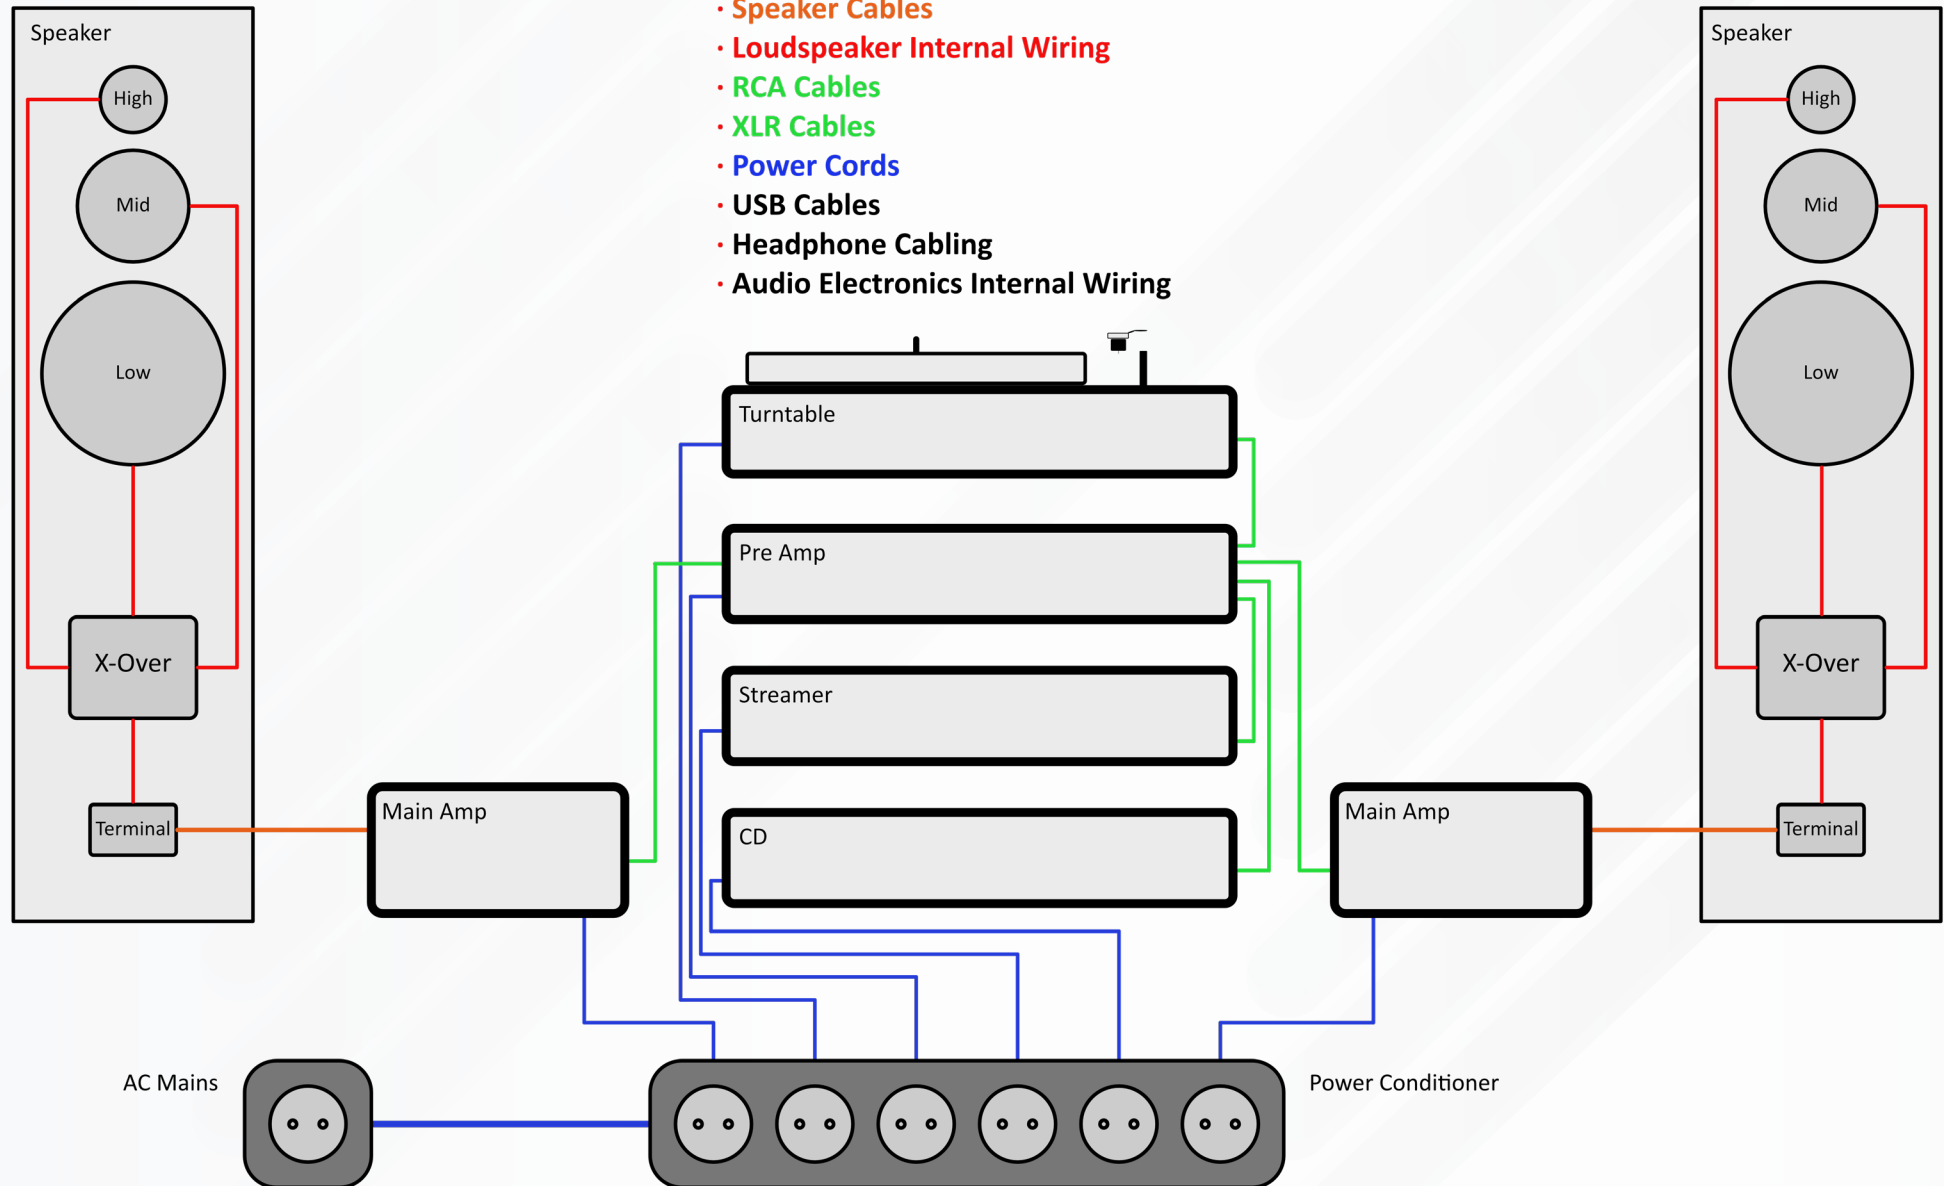 · Speaker Cables
· Loudspeaker Internal Wiring
· RCA Cables
· XLR Cables
· Power Cords
· USB Cables
· Headphone Cabling
· Audio Electronics Internal Wiring
Speaker
High
Mid
Low
X-Over
Terminal
Main Amp
Turntable
Pre Amp
Streamer
CD
Main Amp
Speaker
High
Mid
Low
X-Over
Terminal
AC Mains
Power Conditioner